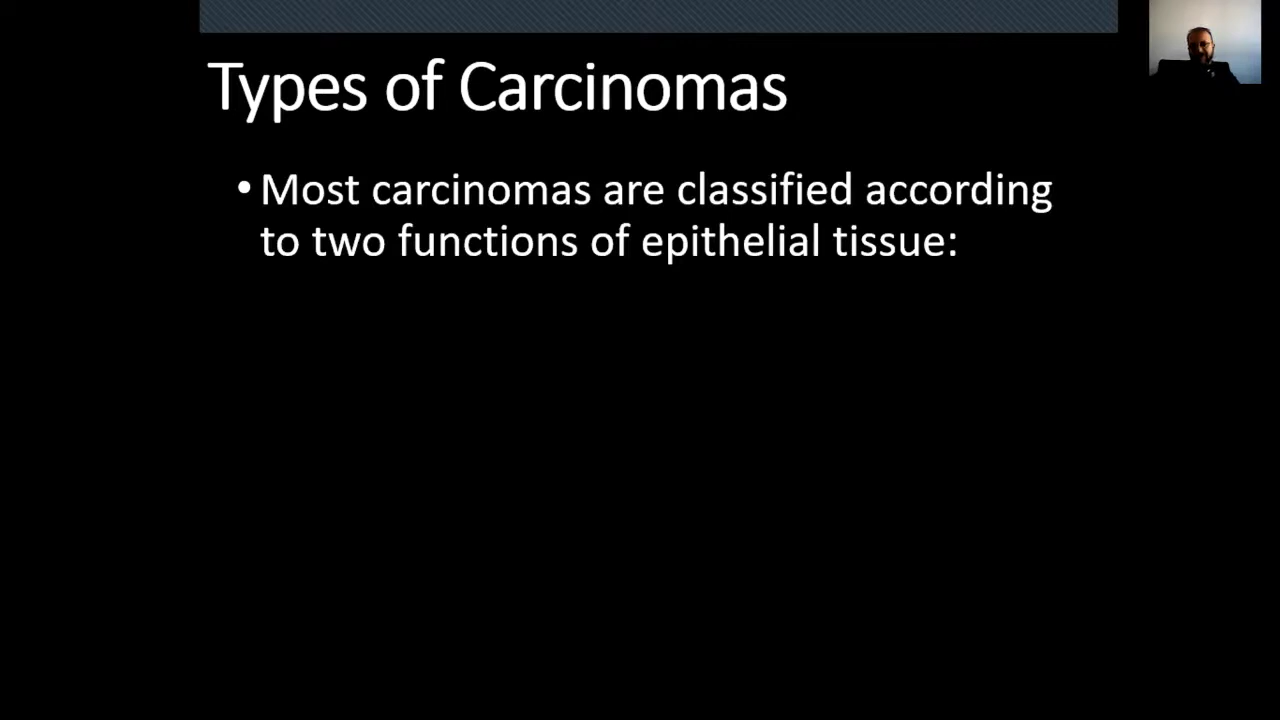 Types of Carcinomas
• Most carcinomas are classified according
to two functions of epithelial tissue: